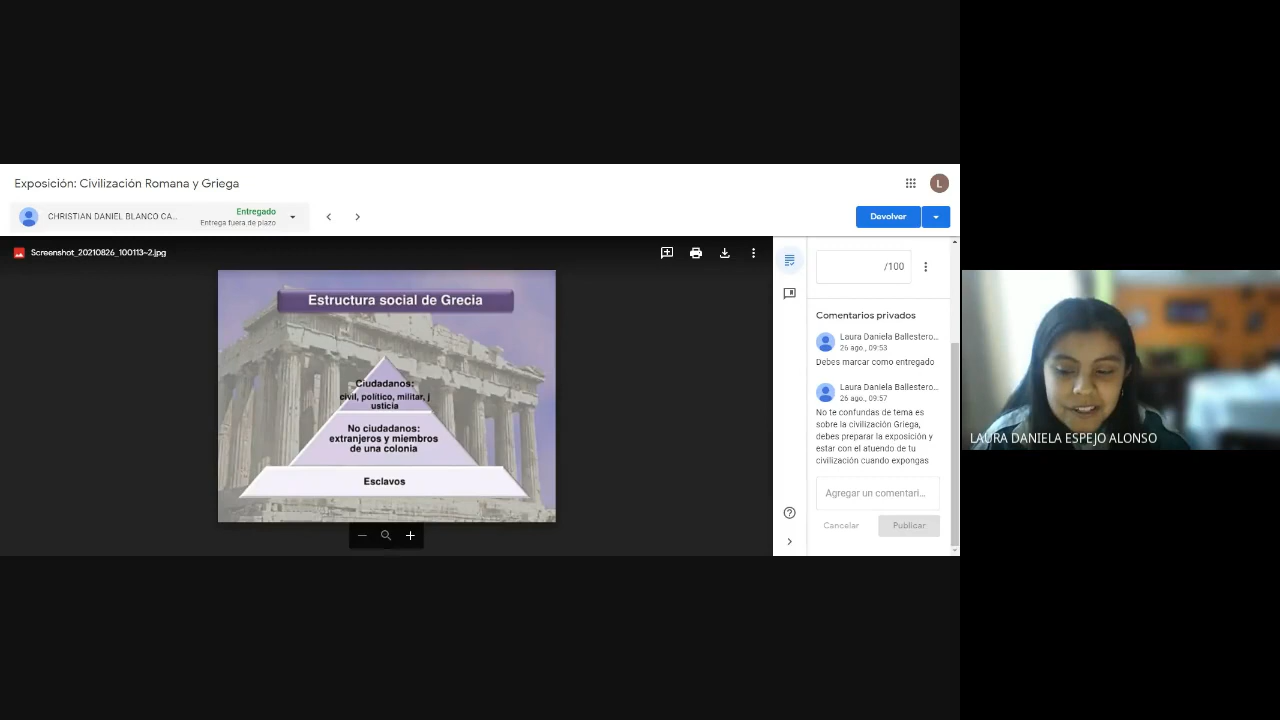 Exposición: Civilización Romana y Griega
L
CHRISTIAN DANIEL BLANCO CA...
Entregado
Entrega fuera de plazo
Devolver
Screenshot_20210826_100113-2.jpg
Estructura social de Grecia
Ciudadanos:
civil, político, militar, j
usticia
No ciudadanos:
extranjeros y miembros
de una colonia
Esclavos
/100
Comentarios privados
Laura Daniela Ballestero...
26 ago., 09:53
Debes marcar como entregado
Laura Daniela Ballestero...
26 ago., 09:57
No te confundas de tema es
sobre la civilización Griega,
debes preparar la exposición y
estar con el atuendo de tu
civilización cuando expongas
Agregar un comentari...
Cancelar
Publicar
LAURA DANIELA ESPEJO ALONSO